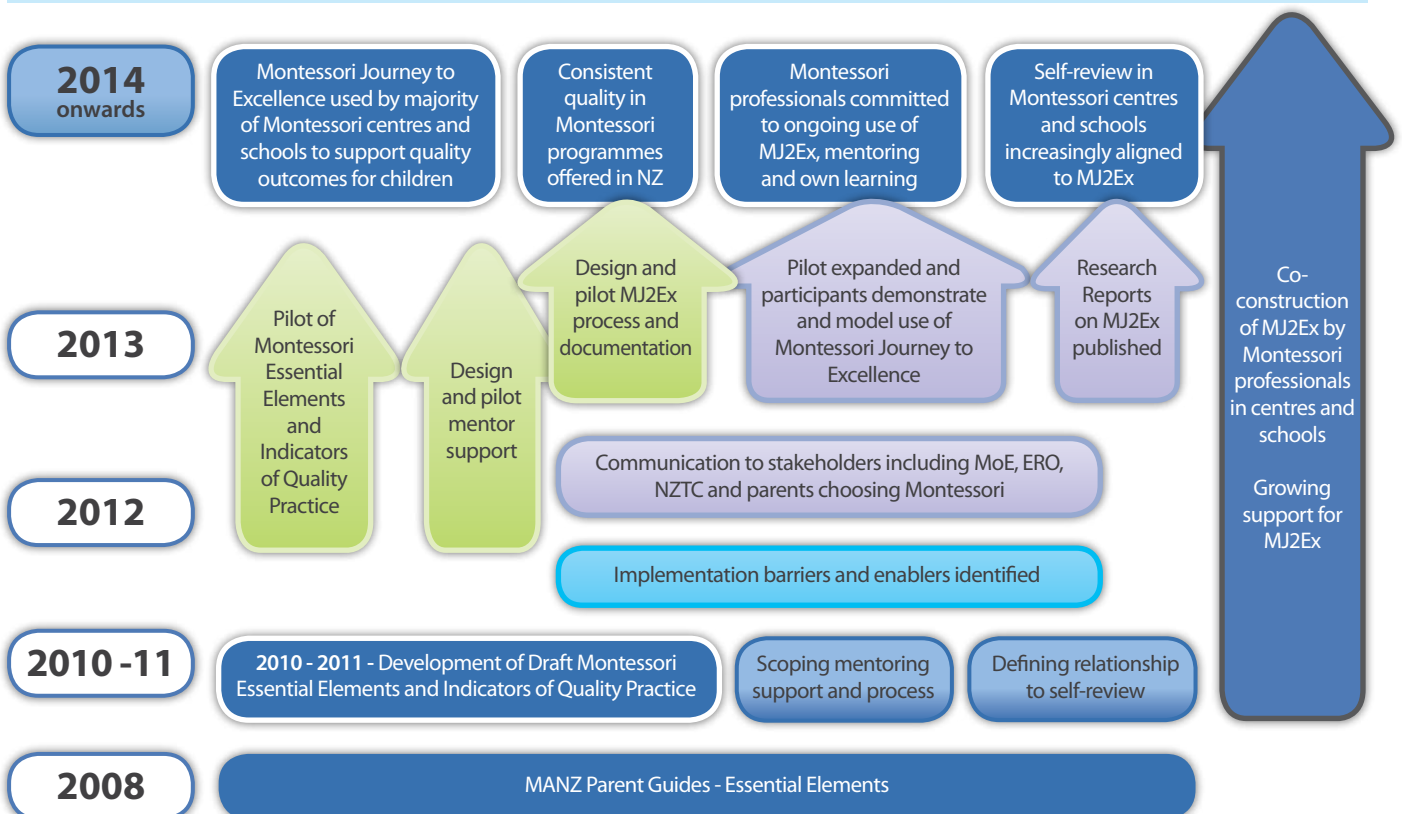 2014
onwards
Montessori Journey to
Excellence used by majority
of Montessori centres and
schools to support quality
outcomes for children
Consistent
quality in
Montessori
programmes
offered in NZ
Montessori
professionals committed
to ongoing use of
MJ2Ex, mentoring
and own learning
Self-review in
Montessori centres
and schools
increasingly aligned
to MJ2Ex
2013
Pilot of
Montessori
Essential
Elements
and
Indicators
of Quality
Practice
Design
and pilot
mentor
support
Design and
pilot MJ2Ex
process and
documentation
Pilot expanded and
participants demonstrate
and model use of
Montessori Journey to
Excellence
Research
Reports
on MJ2Ex
published
Co-
construction
of MJ2Ex by
Montessori
professionals
in centres and
schools
Growing
support for
MJ2Ex
2012
Communication to stakeholders including MoE, ERO,
NZTC and parents choosing Montessori
Implementation barriers and enablers identified
2010 -11
2010 - 2011 - Development of Draft Montessori
Essential Elements and Indicators of Quality Practice
Scoping mentoring
support and process
Defining relationship
to self-review
2008
MANZ Parent Guides - Essential Elements